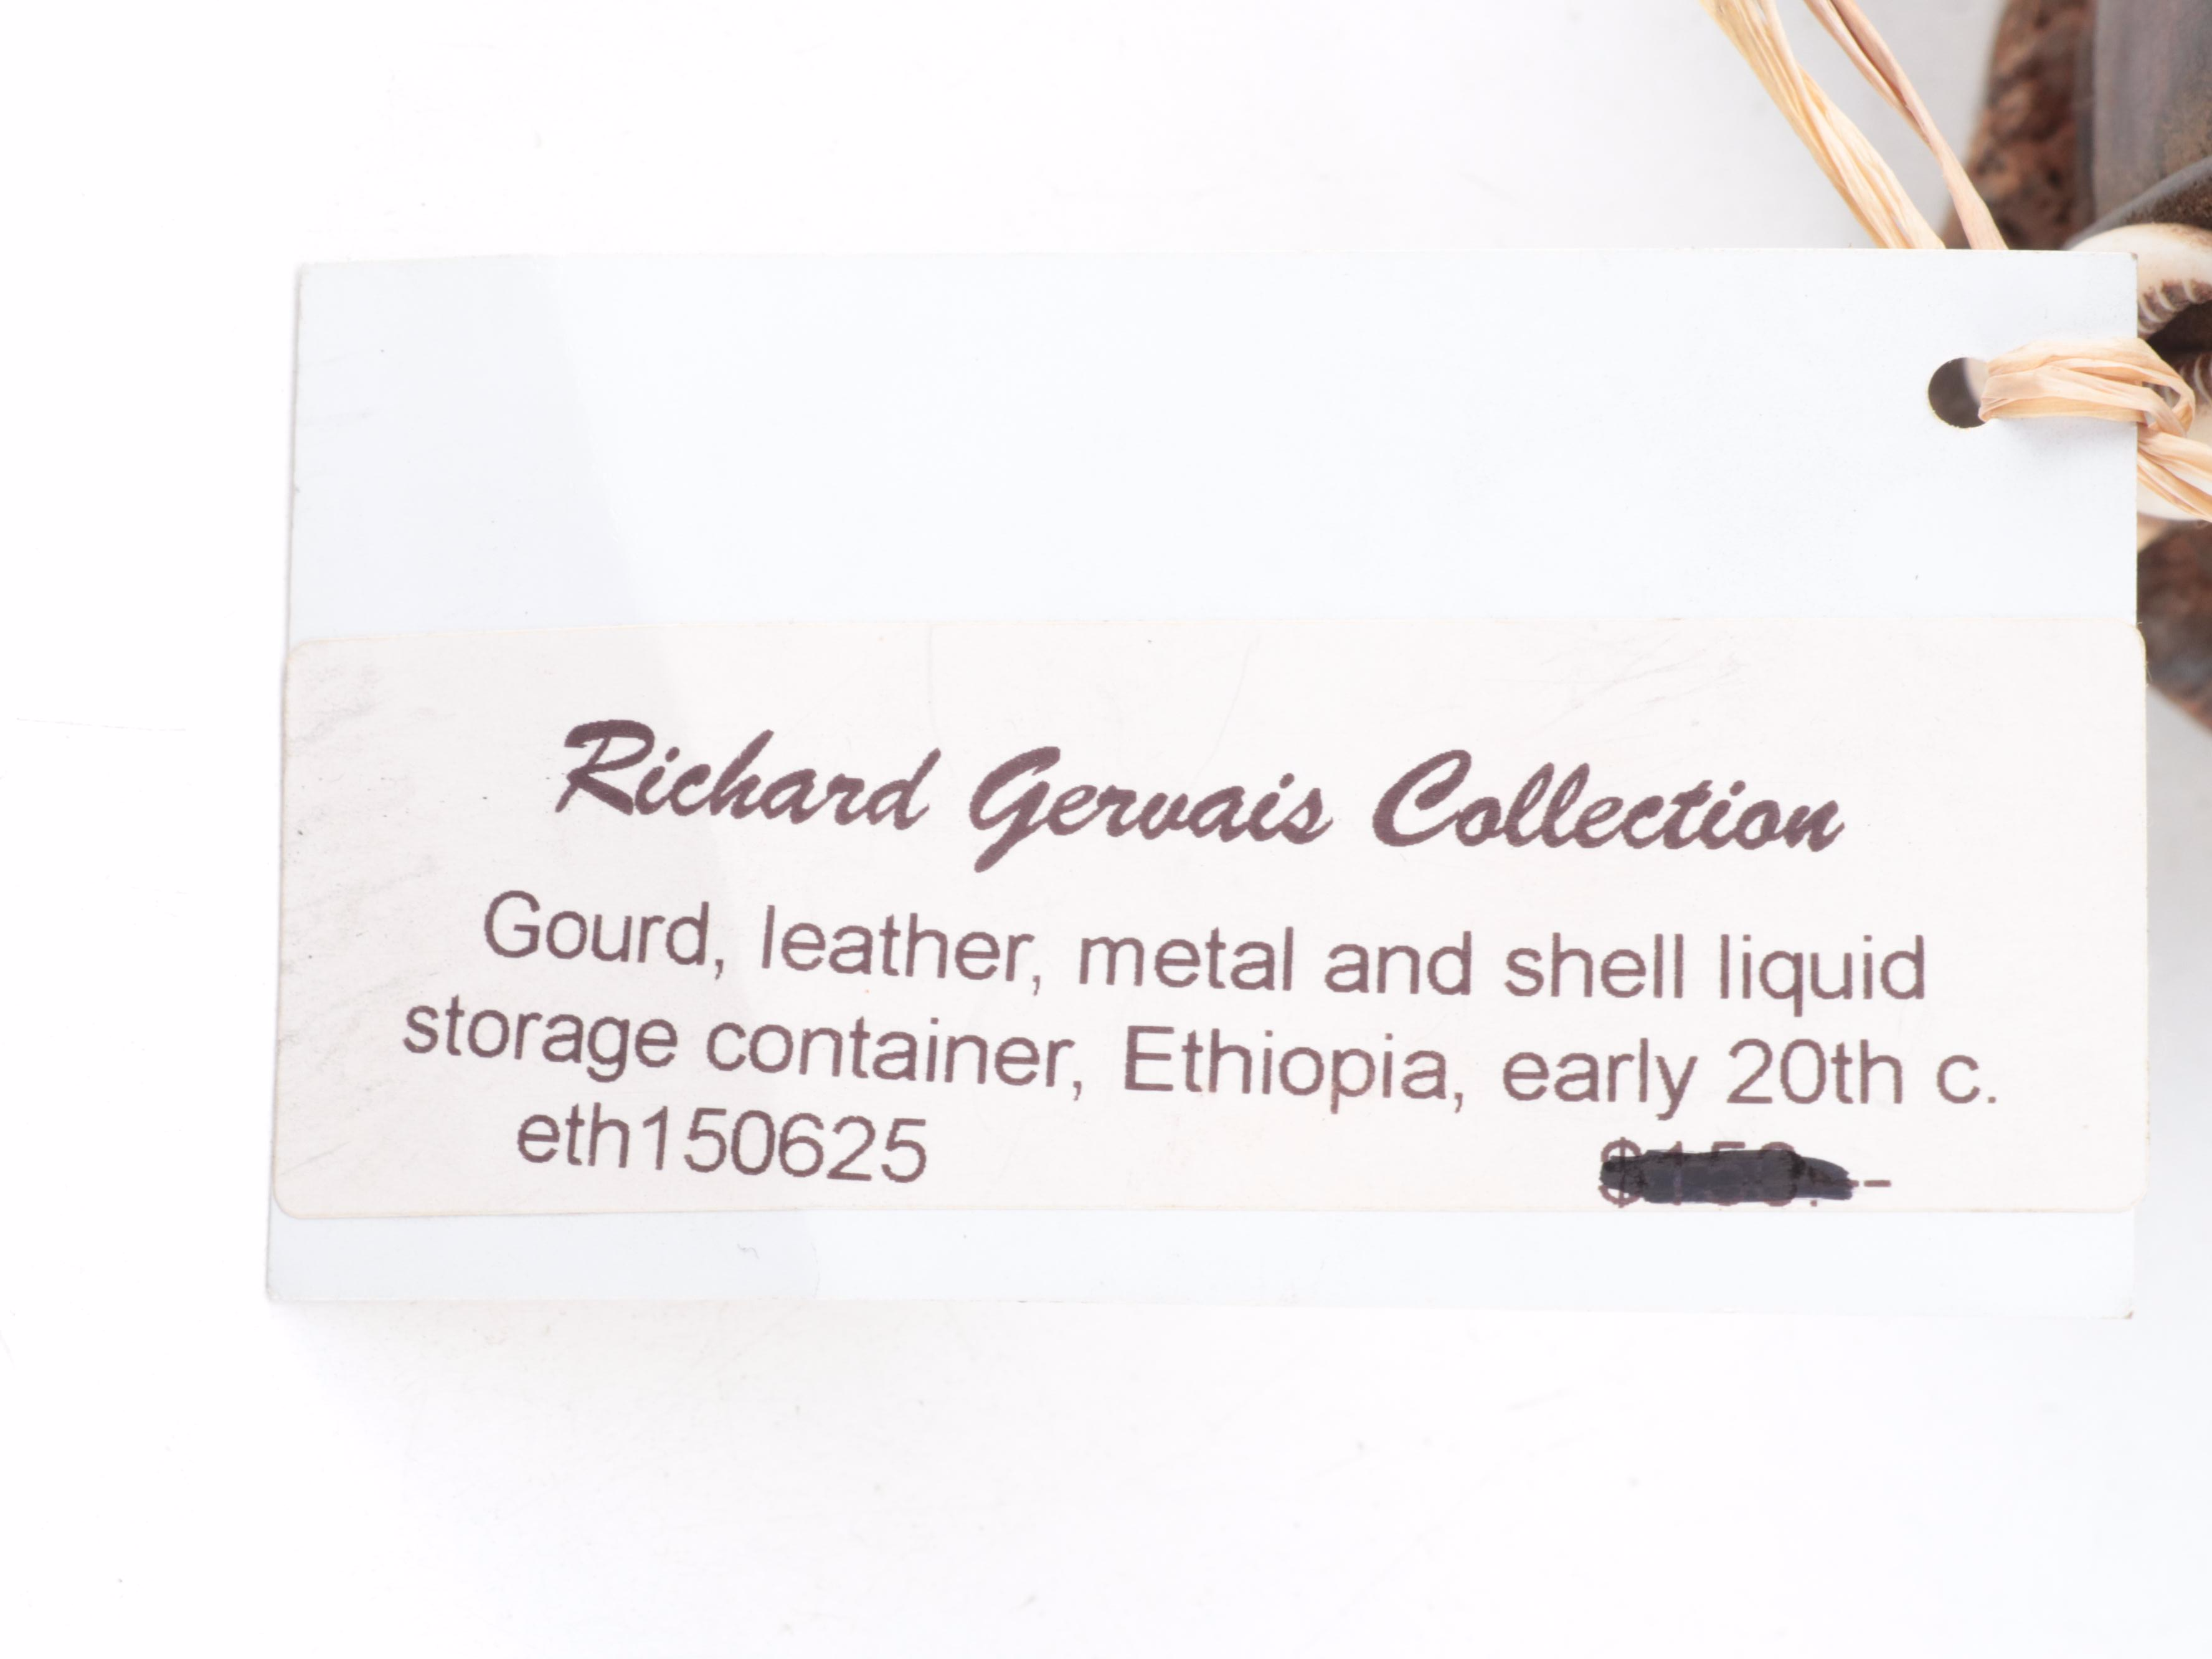 Richard Gervais Collection
Gourd, leather, metal and shell liquid
storage container, Ethiopia, early 20th c.
eth150625